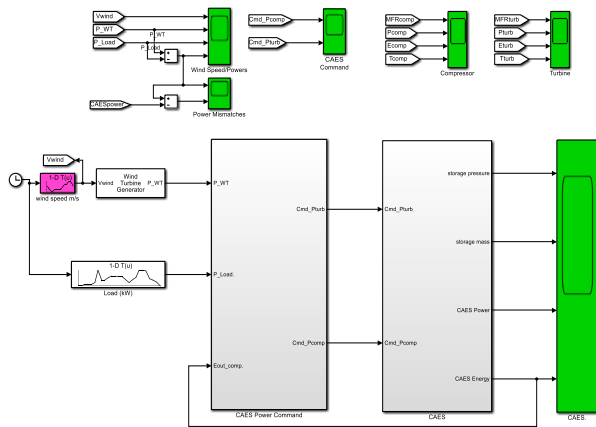 Vwind
P_WT
P_WT
P_Load
P_Load
Wind Speed/Powers
CAESpower
Power Mismatches
Cmd_Pcomp
Cmd_Pturb
CAES
Command
MFRcomp
Pcomp
Ecomp
Tcomp
Compressor
MFRturb
Pturb
Eturb
Tturb
Turbine
Vwind
1-D T(u)
wind speed m/s
Vwind
Wind
Turbine
Generator
P_WT
1-D T(u)
Load (kW)
P_WT
P_Load.
Eout_comp.
Cmd_Pturb
Cmd_Pcomp
CAES Power Command
Cmd_Pturb
Cmd_Pcomp
storage pressure
storage mass
CAES Power
CAES Energy
CAES
CAES.